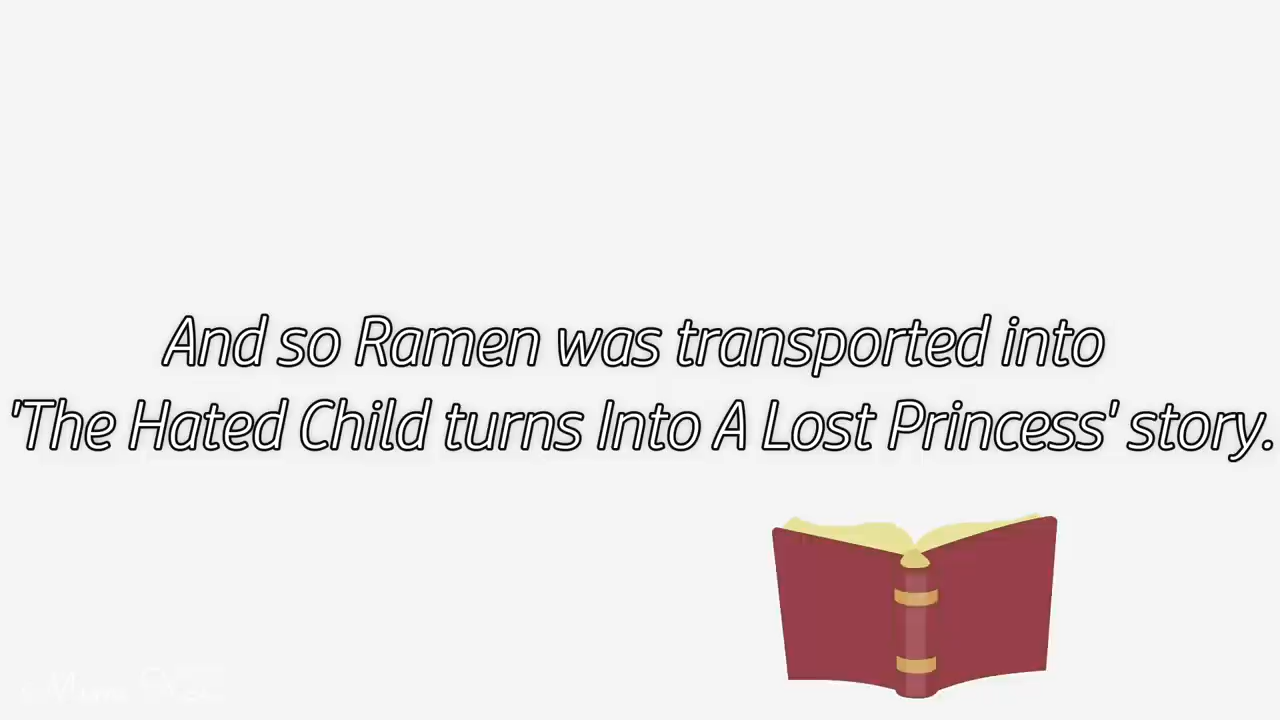 And so Ramen was transported into
'The Hated Child turns Into A Lost Princess' story.